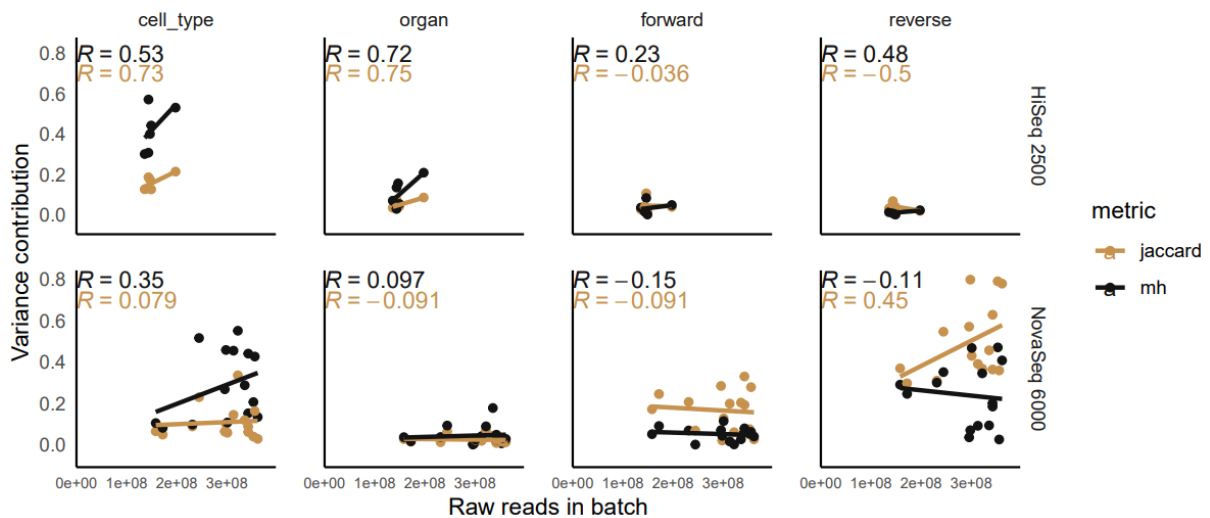 cell_type organ forward reverse
0.8 R = 0.53 R = 0.72 R = 0.23 R = 0.48
R = 0.73 R = 0.75 R = −0.036 R = −0.5
0.6
0.4
0.2
0.0
HiSeq 2500
Variance contribution
0.8 R = 0.35 R = 0.097 R = −0.15 R = −0.11
R = 0.079 R = −0.091 R = −0.091 R = 0.45
0.6
0.4
0.2
0.0
NovaSeq 6000
0e+00 1e+08 2e+08 3e+08 0e+00 1e+08 2e+08 3e+08 0e+00 1e+08 2e+08 3e+08 0e+00 1e+08 2e+08 3e+08
Raw reads in batch
metric
a jaccard
a mh